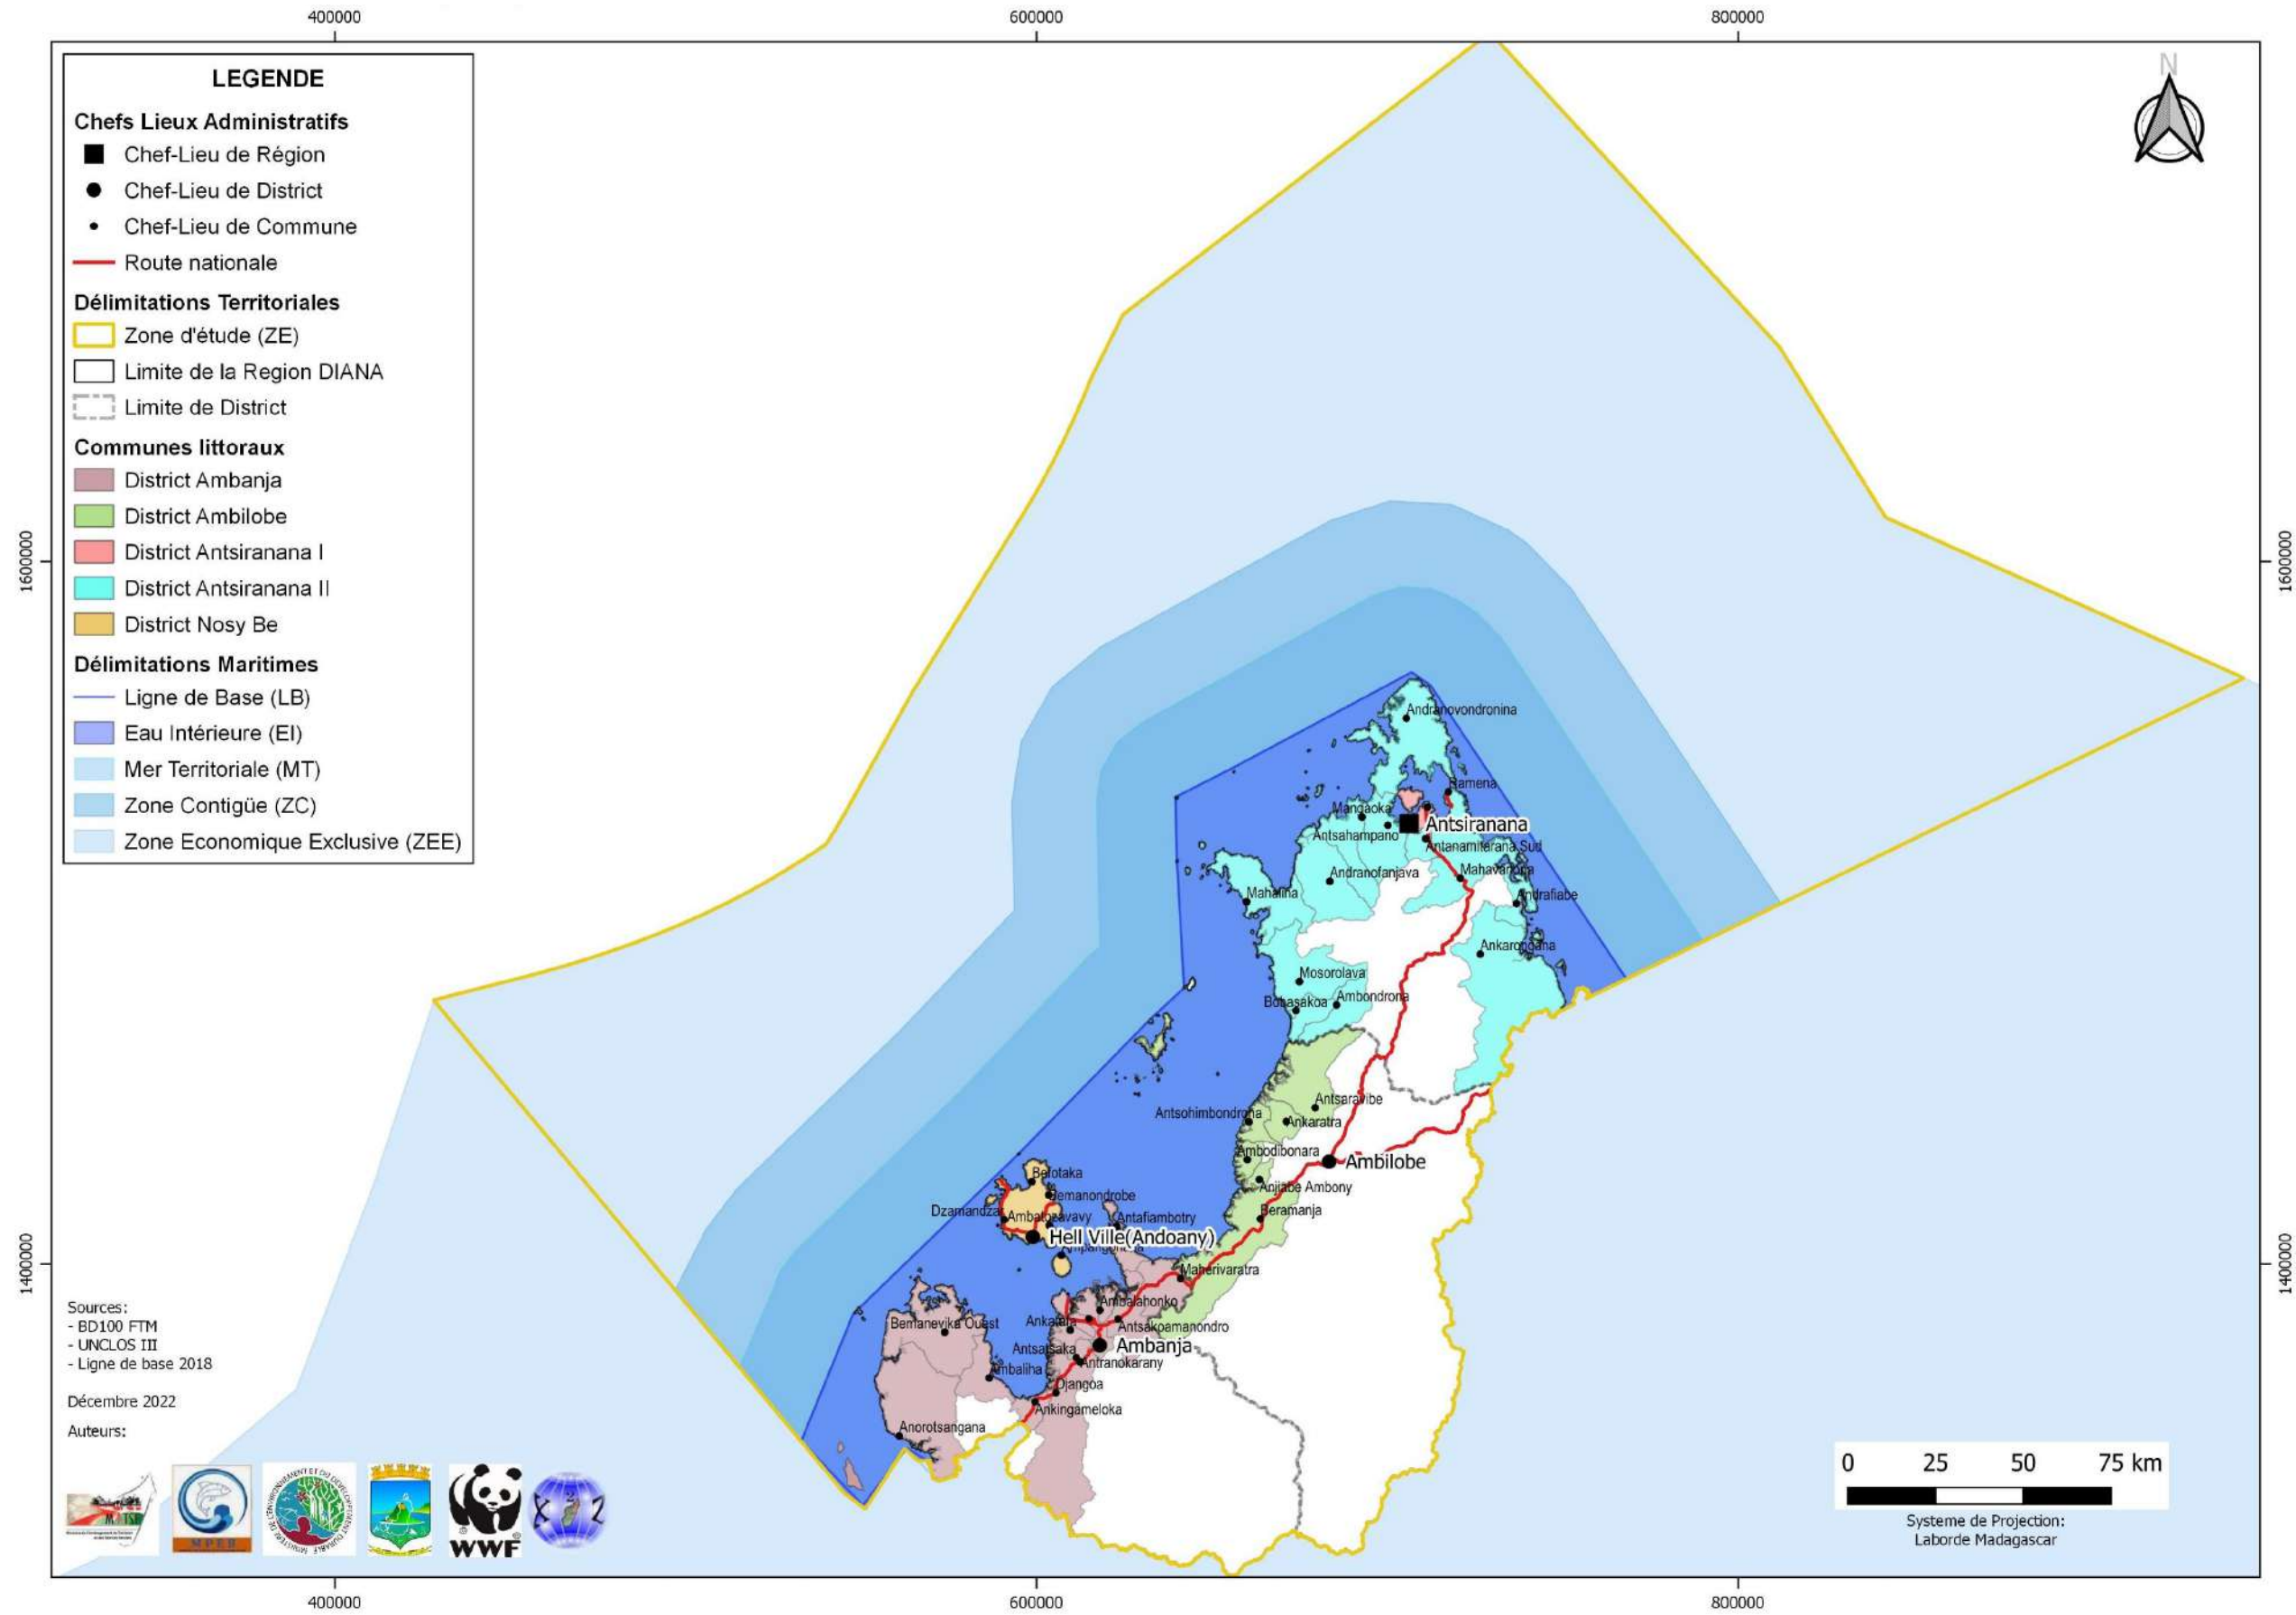 400000
600000
800000
LEGENDE
Chefs Lieux Administratifs
Chef-Lieu de Région
Chef-Lieu de District
Chef-Lieu de Commune
Route nationale
Délimitations Territoriales
Zone d'étude (ZE)
Limite de la Region DIANA
Limite de District
Communes littoraux
District Ambanja
District Ambilobe
District Antsiranana I
District Antsiranana II
District Nosy Be
Délimitations Maritimes
Ligne de Base (LB)
Eau Intérieure (EI)
Mer Territoriale (MT)
Zone Contigüe (ZC)
Zone Economique Exclusive (ZEE)
N
1600000
1600000
Andranovondronina
Ramena
Mangaoka
Antsiranana
Antsahampano
Antanamitarana Sud
Andranofanjava
Mahavanona
Mahalina
Andrafiabe
Ankarongana
Mosorolava
Bobasakoa
Ambondrona
Antsaravibe
Antsohimbondrona
Ankaratra
Ambodibonara
Ambilobe
Anjiabe Ambony
Beramanja
Befotaka
Bemanondrobe
Dzamandzar
Ambatozavavy
Antafiambotry
Hell Ville(Andoany)
Maherivaratra
Ambalahonko
Bemanevika Ouest
Ankatafa
Antsakoamanondro
Antsatsaka
Ambanja
Antranokarany
Ambaliha
Djangoa
Ankingameloka
Anorotsangana
1400000
1400000
Sources:
- BD100 FTM
- UNCLOS III
- Ligne de base 2018
Décembre 2022
Auteurs:
MPEB
WWF
0 25 50 75 km
Systeme de Projection:
Laborde Madagascar
400000
600000
800000